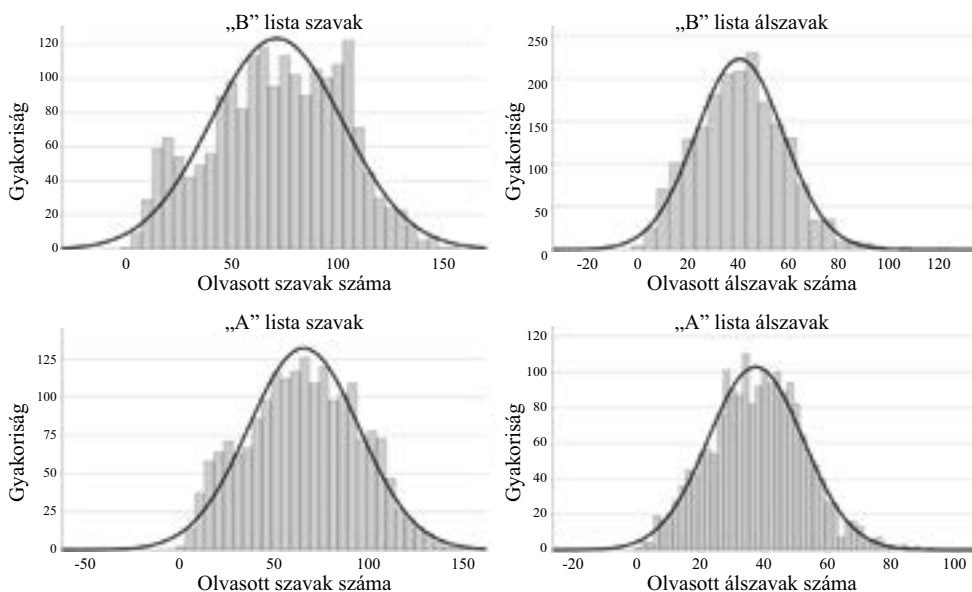 „B” lista szavak
Gyakoriság
120
100
80
60
40
20
0
0 50 100 150
Olvasott szavak száma
„B” lista álszavak
Gyakoriság
250
200
150
100
50
0
-20 0 20 40 60 80 100 120
Olvasott álszavak száma
„A” lista szavak
Gyakoriság
125
100
75
50
25
0
-50 0 50 100 150
Olvasott szavak száma
„A” lista álszavak
Gyakoriság
120
100
80
60
40
20
0
-20 0 20 40 60 80 100
Olvasott álszavak száma